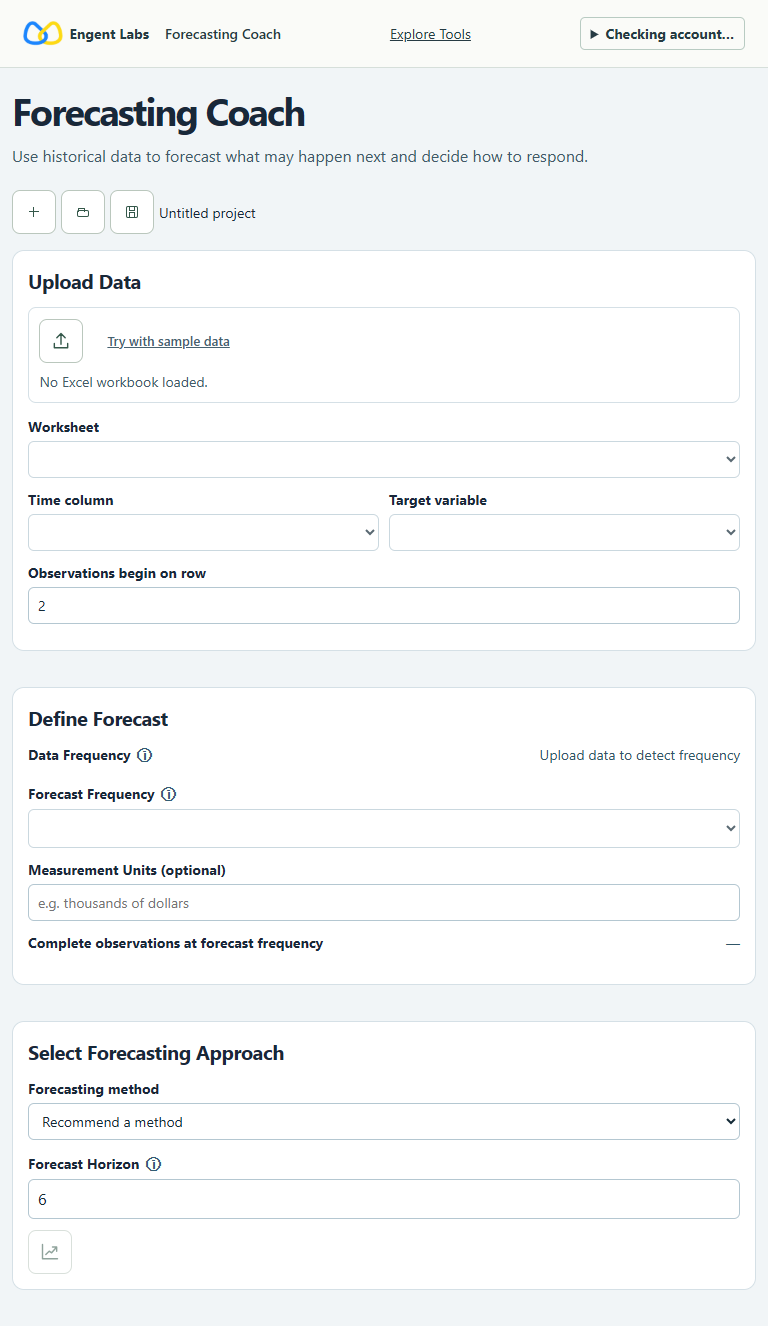 Engent Labs Forecasting Coach Explore Tools Checking account...
Forecasting Coach
Use historical data to forecast what may happen next and decide how to respond.
Untitled project
Upload Data
Try with sample data
No Excel workbook loaded.
Worksheet
Time column Target variable
Observations begin on row
2
Define Forecast
Data Frequency Upload data to detect frequency
Forecast Frequency
Measurement Units (optional)
e.g. thousands of dollars
Complete observations at forecast frequency —
Select Forecasting Approach
Forecasting method
Recommend a method
Forecast Horizon
6